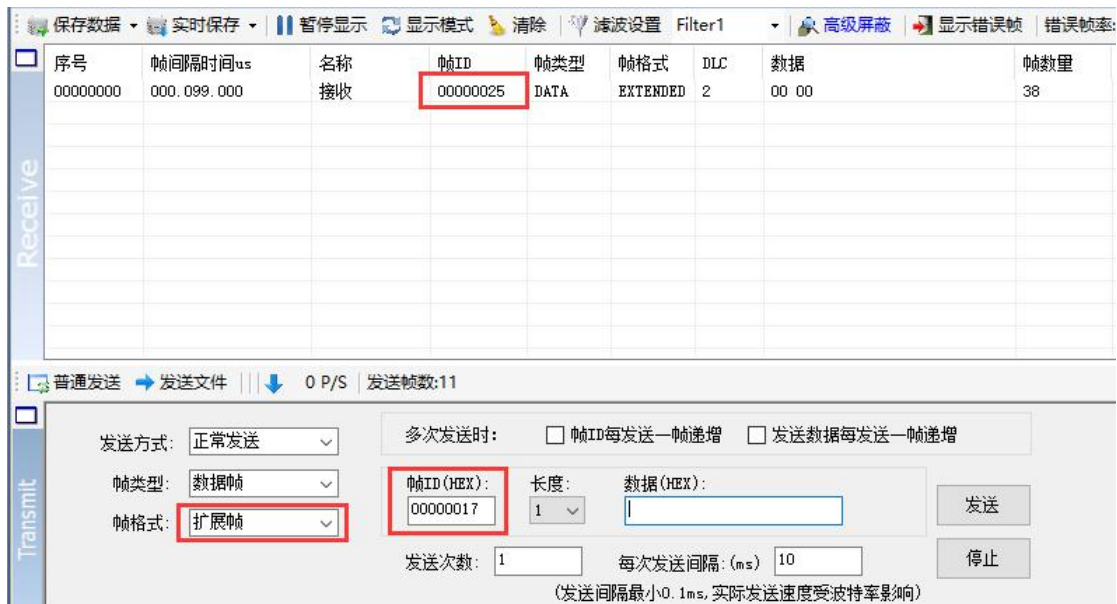 保存数据 实时保存 暂停显示 显示模式 清除 滤波设置 Filter1 高级屏蔽 显示错误帧 错误帧率:
序号 帧间隔时间us 名称 帧ID 帧类型 帧格式 DLC 数据 帧数量
00000000 000.099.000 接收 00000025 DATA EXTENDED 2 00 00 38
Receive
普通发送 发送文件 0 P/S 发送帧数:11
Transmit
发送方式: 正常发送 多次发送时: 帧ID每发送一帧递增 发送数据每发送一帧递增
帧类型: 数据帧 帧ID(HEX): 长度: 数据(HEX):
帧格式: 扩展帧 00000017 1 发送
发送次数: 1 每次发送间隔:(ms) 10 停止
(发送间隔最小0.1ms,实际发送速度受波特率影响)